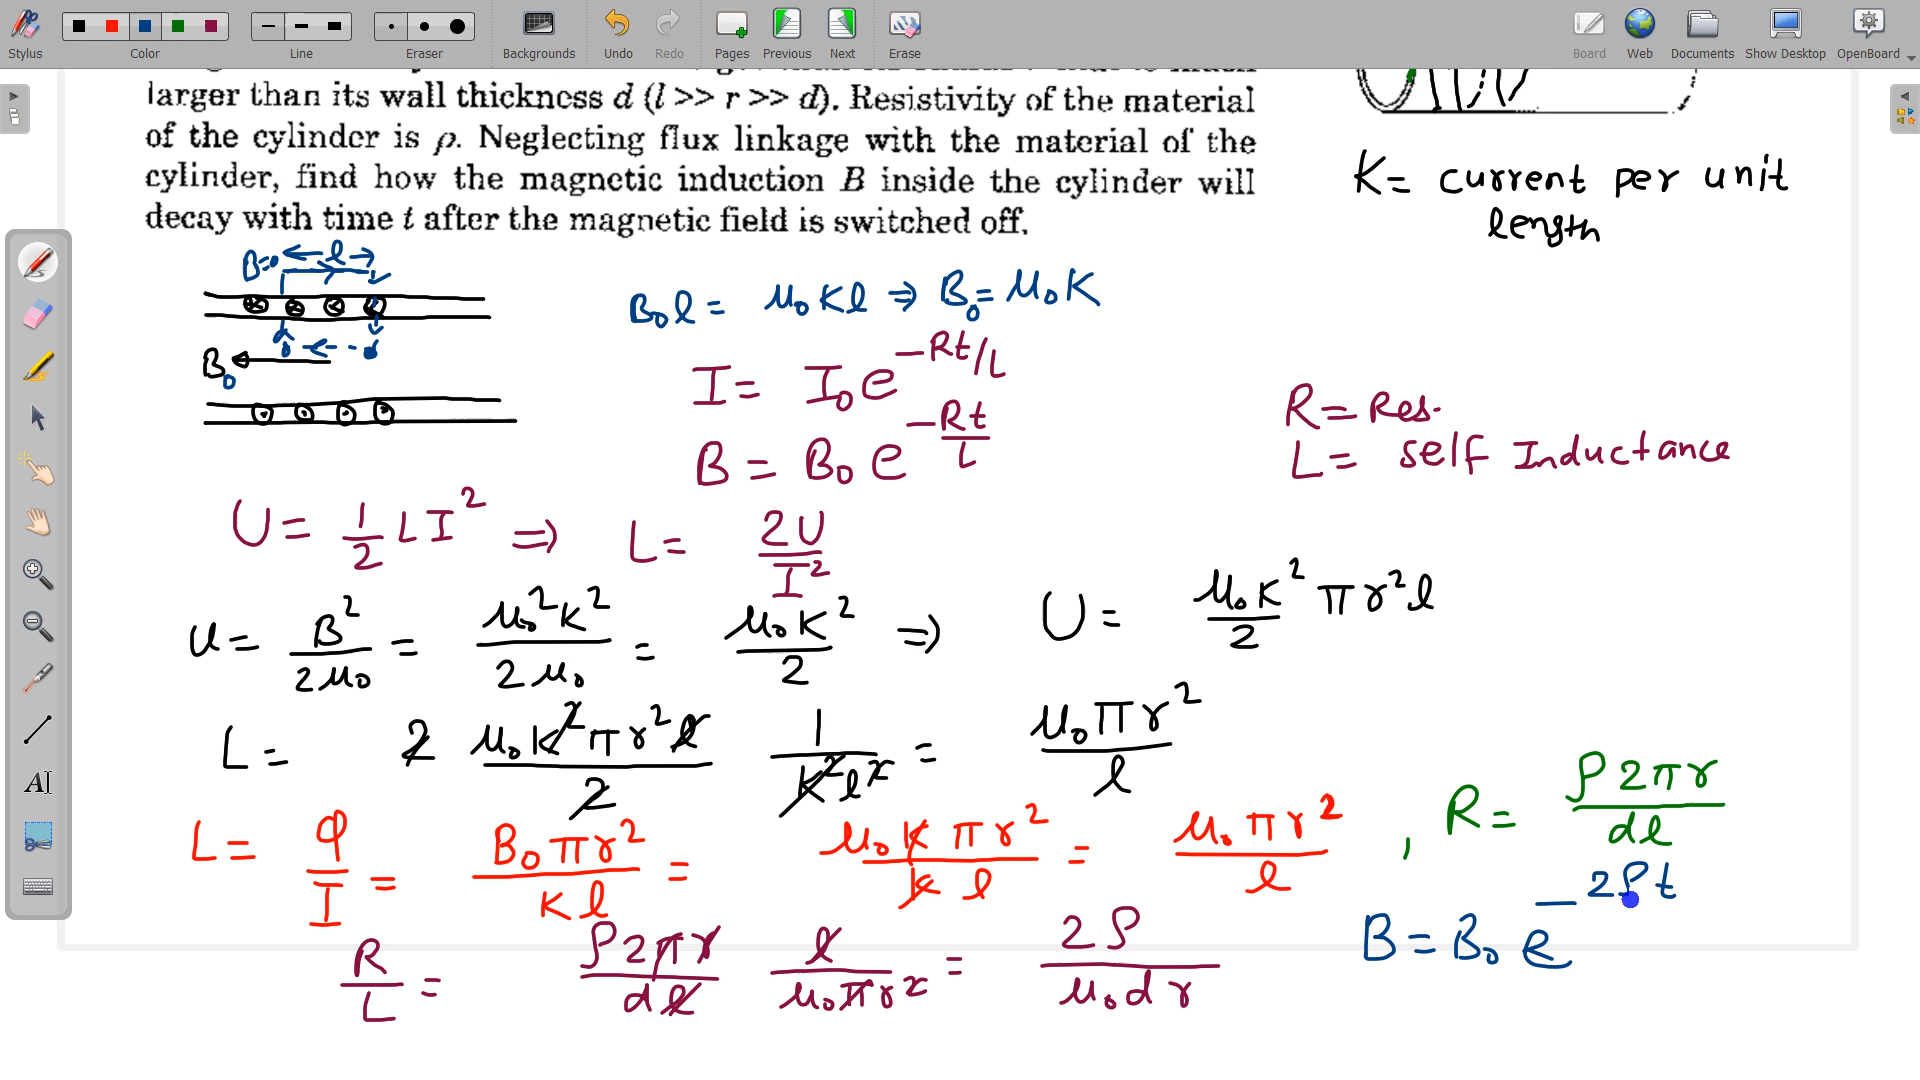 Stylus Color Line Eraser Backgrounds Undo Redo Pages Previous Next Erase Board Web Documents Show Desktop OpenBoard
larger than its wall thickness d (l >> r >> d). Resistivity of the material
of the cylinder is ρ. Neglecting flux linkage with the material of the
cylinder, find how the magnetic induction B inside the cylinder will
decay with time t after the magnetic field is switched off.
K = current per unit
length
B=0 l
B₀
B₀l = μ₀Kl ⇒ B₀ = μ₀K
I = I₀e^(-Rt/L)
B = B₀e^(-Rt/L)
R = Res.
L = self Inductance
U = 1/2 LI² ⇒ L = 2U/I²
u = B²/2μ₀ = μ₀²K²/2μ₀ = μ₀K²/2 ⇒ U = μ₀K²/2 πr²l
L = 2 μ₀K²πr²l/2 1/K²l² = μ₀πr²/l
L = φ/I = B₀πr²/Kl = μ₀Kπr²/Kl = μ₀πr²/l , R = ρ2πr/dl
R/L = ρ2πr/dl l/μ₀πr² = 2ρ/μ₀dr
B = B₀e^(-2ρt